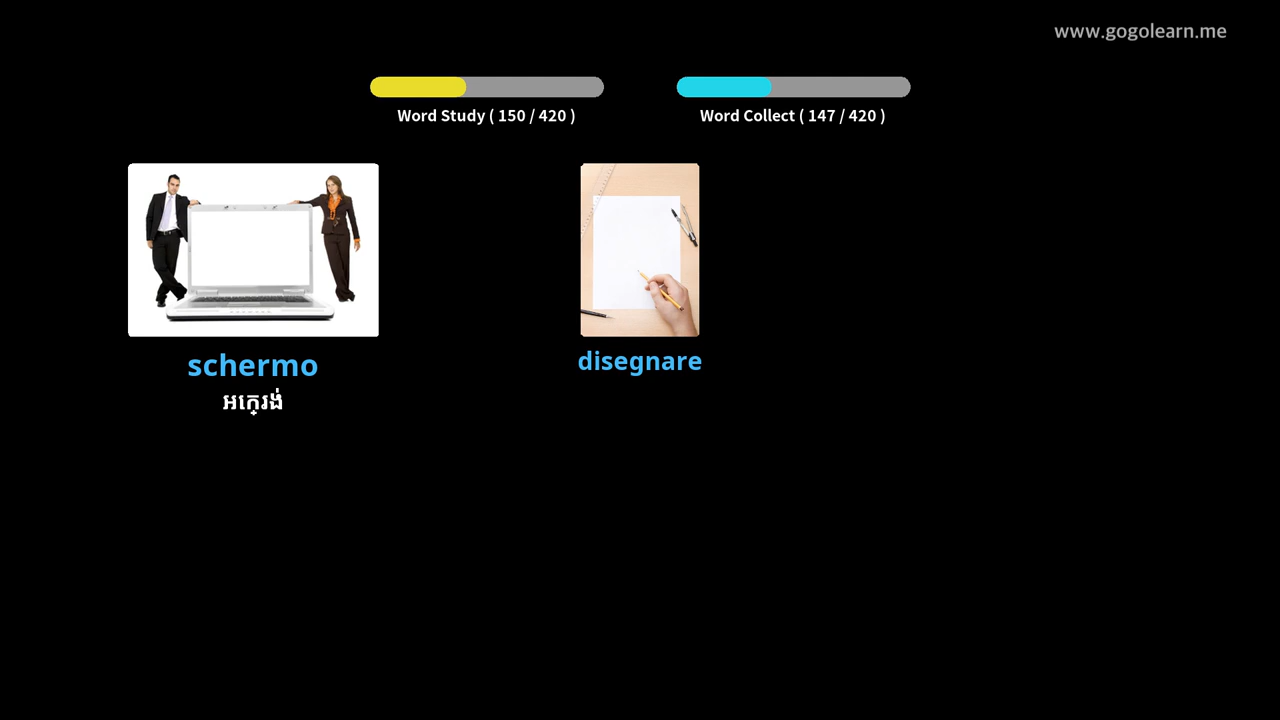 www.gogolearn.me
Word Study ( 150 / 420 )
Word Collect ( 147 / 420 )
schermo
អេក្រង់
disegnare